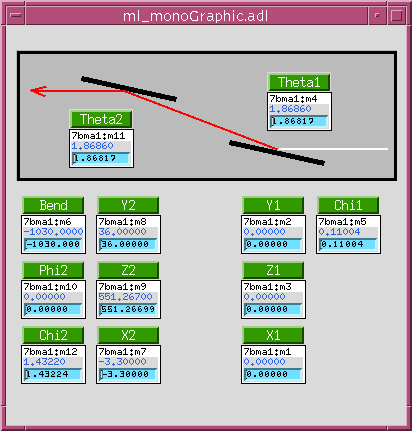 ml_monoGraphic.adl
Theta1
7bma1:m4
1.86860
1.86817
Theta2
7bma1:m11
1.86860
1.86817
Bend
7bma1:m6
-1030.0000
-1030.000
Y2
7bma1:m8
36.00000
36.00000
Y1
7bma1:m2
0.00000
0.00000
Chi1
7bma1:m5
0.11004
0.11004
Phi2
7bma1:m10
0.00000
0.00000
Z2
7bma1:m9
551.26700
551.26699
Z1
7bma1:m3
0.00000
0.00000
Chi2
7bma1:m12
1.43220
1.43224
X2
7bma1:m7
-3.30000
-3.30000
X1
7bma1:m1
0.00000
0.00000